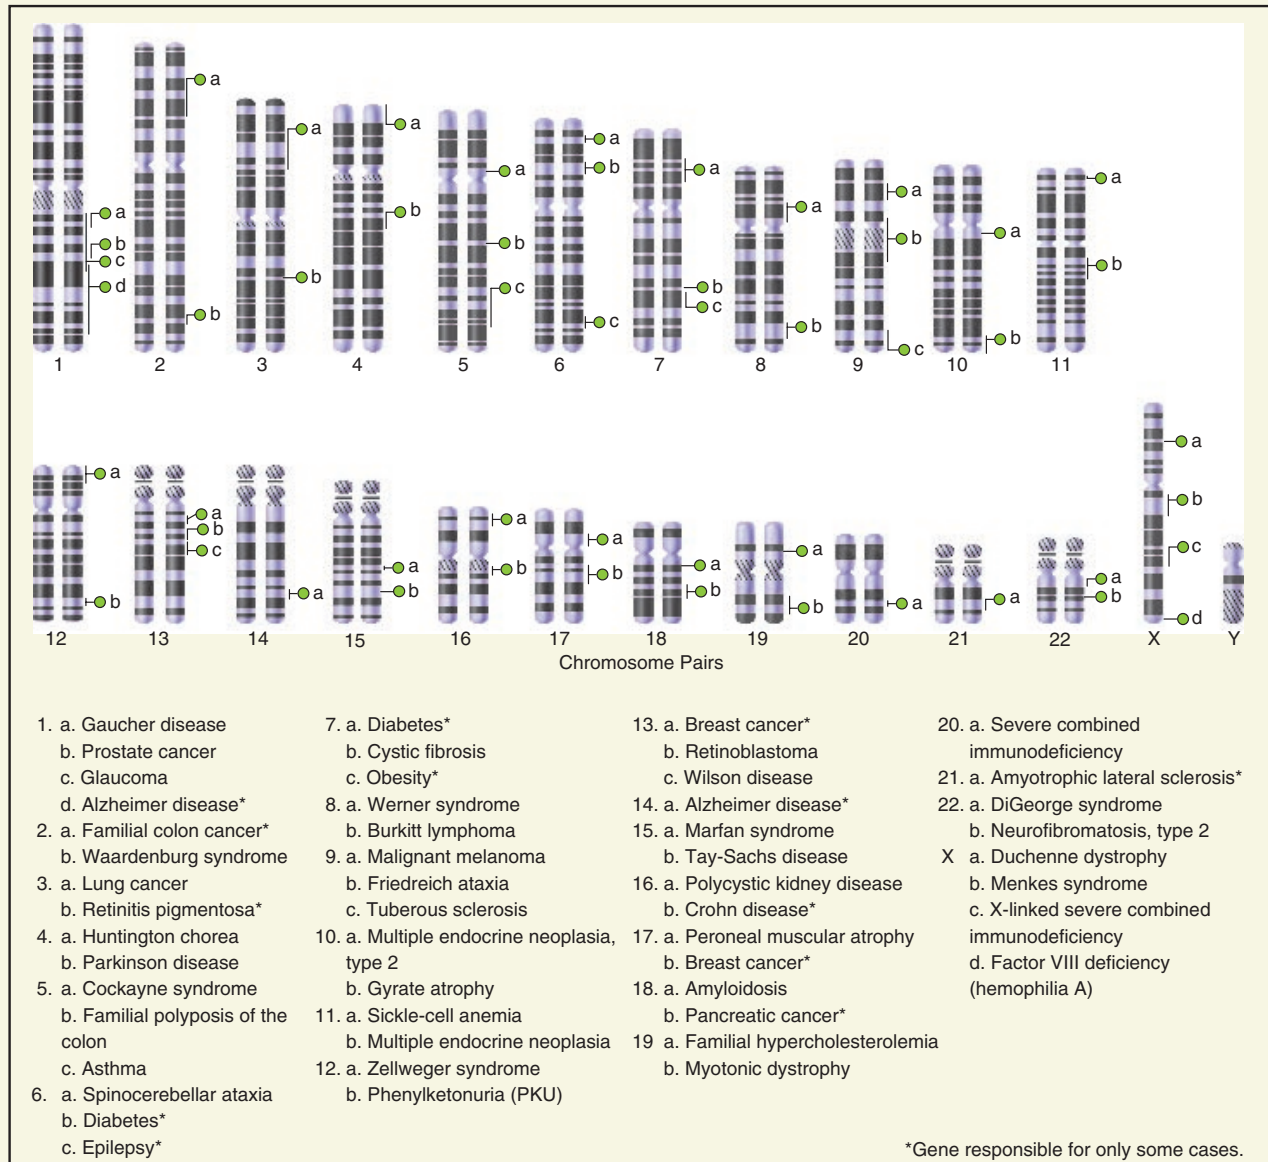 a
b
1
a
b
c
d
2
a
b
3
a
b
4
a
b
5
a
b
c
6
a
b
c
7
a
b
c
8
a
b
9
a
b
c
10
a
b
11
a
b
12
a
b
13
a
b
c
14
a
15
a
b
16
a
b
17
a
b
18
a
b
19
a
b
20
a
21
a
22
a
b
X
a
b
c
d
Y
Chromosome Pairs
1. a. Gaucher disease
b. Prostate cancer
c. Glaucoma
d. Alzheimer disease*
2. a. Familial colon cancer*
b. Waardenburg syndrome
3. a. Lung cancer
b. Retinitis pigmentosa*
4. a. Huntington chorea
b. Parkinson disease
5. a. Cockayne syndrome
b. Familial polyposis of the
colon
c. Asthma
6. a. Spinocerebellar ataxia
b. Diabetes*
c. Epilepsy*
7. a. Diabetes*
b. Cystic fibrosis
c. Obesity*
8. a. Werner syndrome
b. Burkitt lymphoma
9. a. Malignant melanoma
b. Friedreich ataxia
c. Tuberous sclerosis
10. a. Multiple endocrine neoplasia,
type 2
b. Gyrate atrophy
11. a. Sickle-cell anemia
b. Multiple endocrine neoplasia
12. a. Zellweger syndrome
b. Phenylketonuria (PKU)
13. a. Breast cancer*
b. Retinoblastoma
c. Wilson disease
14. a. Alzheimer disease*
15. a. Marfan syndrome
b. Tay-Sachs disease
16. a. Polycystic kidney disease
b. Crohn disease*
17. a. Peroneal muscular atrophy
b. Breast cancer*
18. a. Amyloidosis
b. Pancreatic cancer*
19 a. Familial hypercholesterolemia
b. Myotonic dystrophy
20. a. Severe combined
immunodeficiency
21. a. Amyotrophic lateral sclerosis*
22. a. DiGeorge syndrome
b. Neurofibromatosis, type 2
X a. Duchenne dystrophy
b. Menkes syndrome
c. X-linked severe combined
immunodeficiency
d. Factor VIII deficiency
(hemophilia A)
*Gene responsible for only some cases.